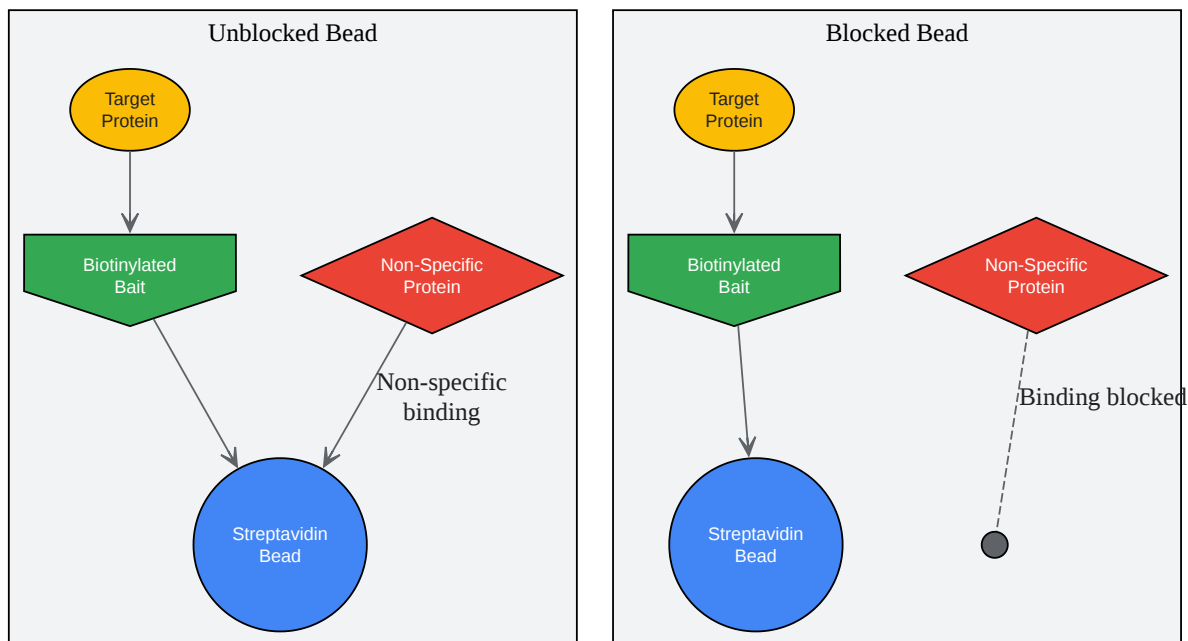 Unblocked Bead
Target
Protein
Biotinylated
Bait
Non-Specific
Protein
Non-specific
binding
Streptavidin
Bead
Blocked Bead
Target
Protein
Biotinylated
Bait
Non-Specific
Protein
Binding blocked
Streptavidin
Bead